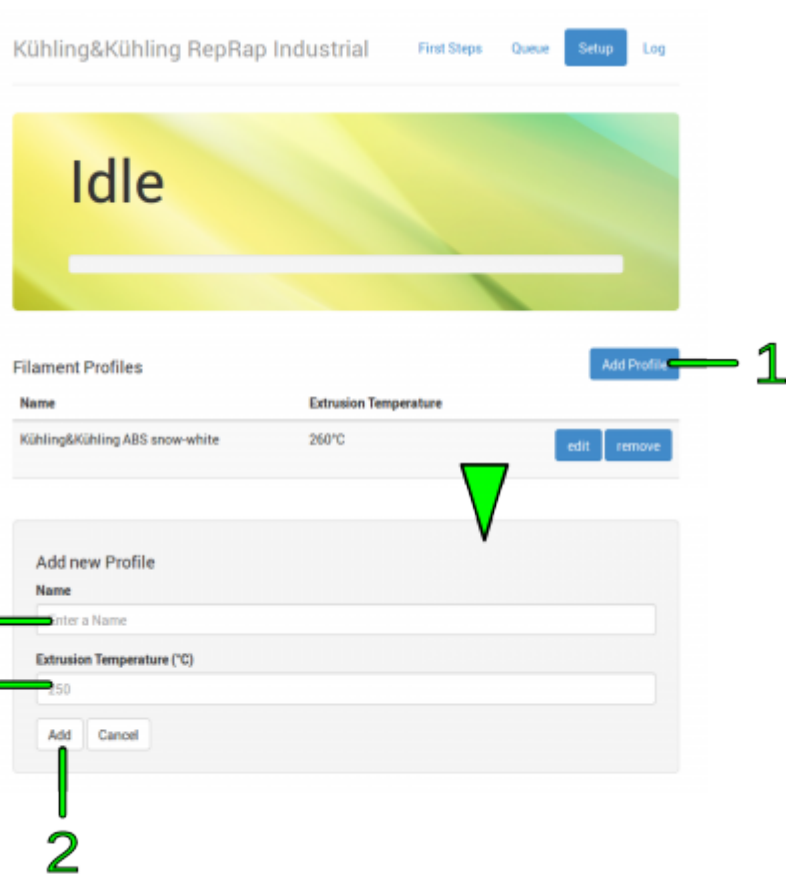 Kühling&Kühling RepRap Industrial First Steps Queue Setup Log
Idle
Filament Profiles Add Profile 1
Name Extrusion Temperature
Kühling&Kühling ABS snow-white 260°C edit remove
Add new Profile
Name
Enter a Name
Extrusion Temperature (°C)
250
Add Cancel
2